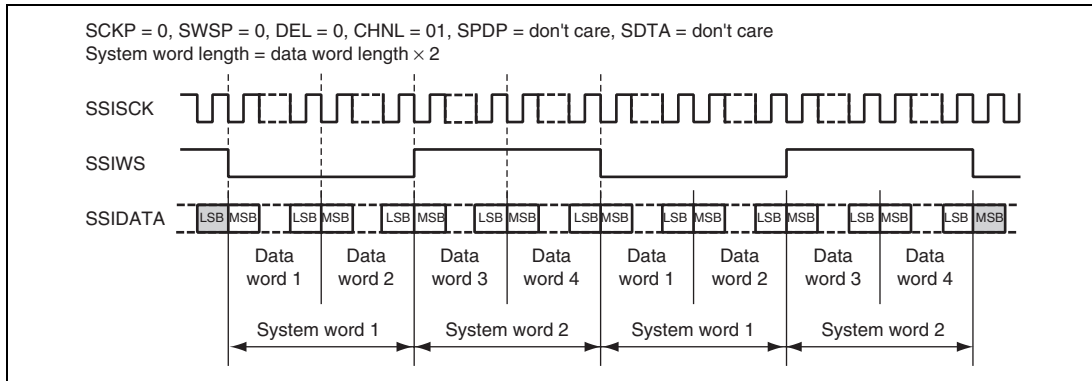 SCKP = 0, SWSP = 0, DEL = 0, CHNL = 01, SPDP = don't care, SDTA = don't care
System word length = data word length × 2
SSISCK
SSIWS
SSIDATA
LSB MSB LSB MSB LSB MSB LSB MSB LSB MSB LSB MSB LSB MSB LSB MSB LSB MSB
Data word 1 Data word 2 Data word 3 Data word 4 Data word 1 Data word 2 Data word 3 Data word 4
System word 1 System word 2 System word 1 System word 2